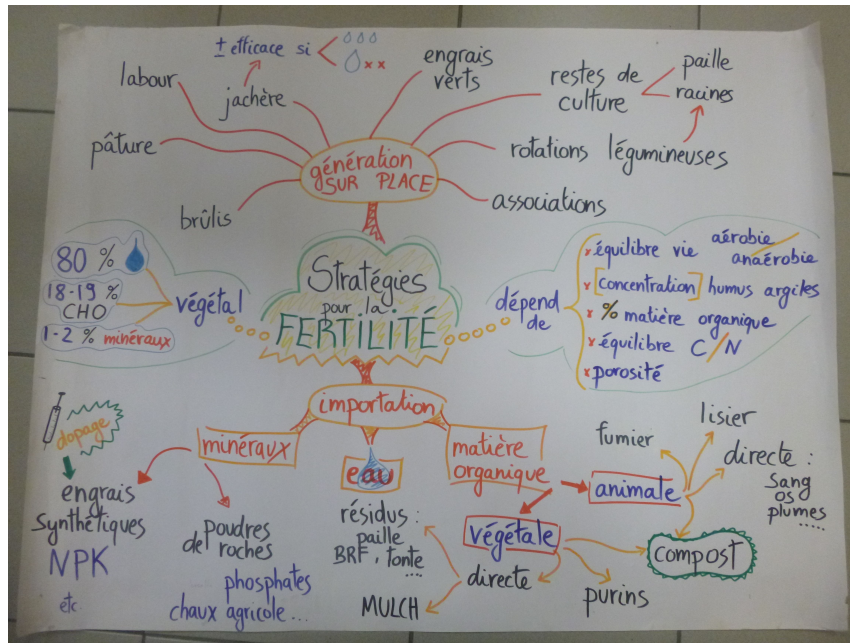 ± efficace si
labour
jachère
engrais
verts
restes de
culture
paille
racines
pâture
rotations légumineuses
génération
SUR PLACE
brûlis
associations
80 %
18-19 %
CHO
1-2 % minéraux
végétal
Stratégies
pour la
FERTILITÉ
dépend
de
équilibre vie aérobie
anaérobie
[concentration] humus argiles
% matière organique
équilibre C/N
porosité
importation
minéraux
eau
matière
organique
dopage
engrais
synthétiques
NPK
etc.
poudres
de roches
phosphates
chaux agricole ...
résidus :
paille
BRF, tonte
...
MULCH
directe
végétale
purins
animale
fumier
lisier
directe :
sang
os
plumes
.....
compost